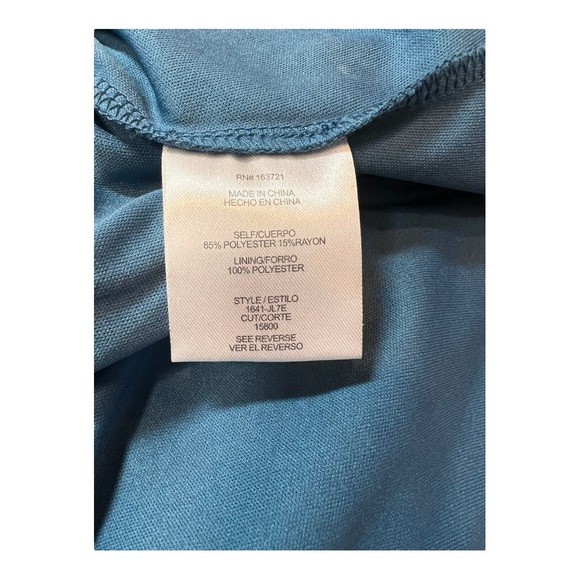 RN# 163721
MADE IN CHINA
HECHO EN CHINA
SELF/CUERPO
85% POLYESTER 15%RAYON
LINING/FORRO
100% POLYESTER
STYLE / ESTILO
1641-JL7E
CUT/CORTE
15800
SEE REVERSE
VER EL REVERSO